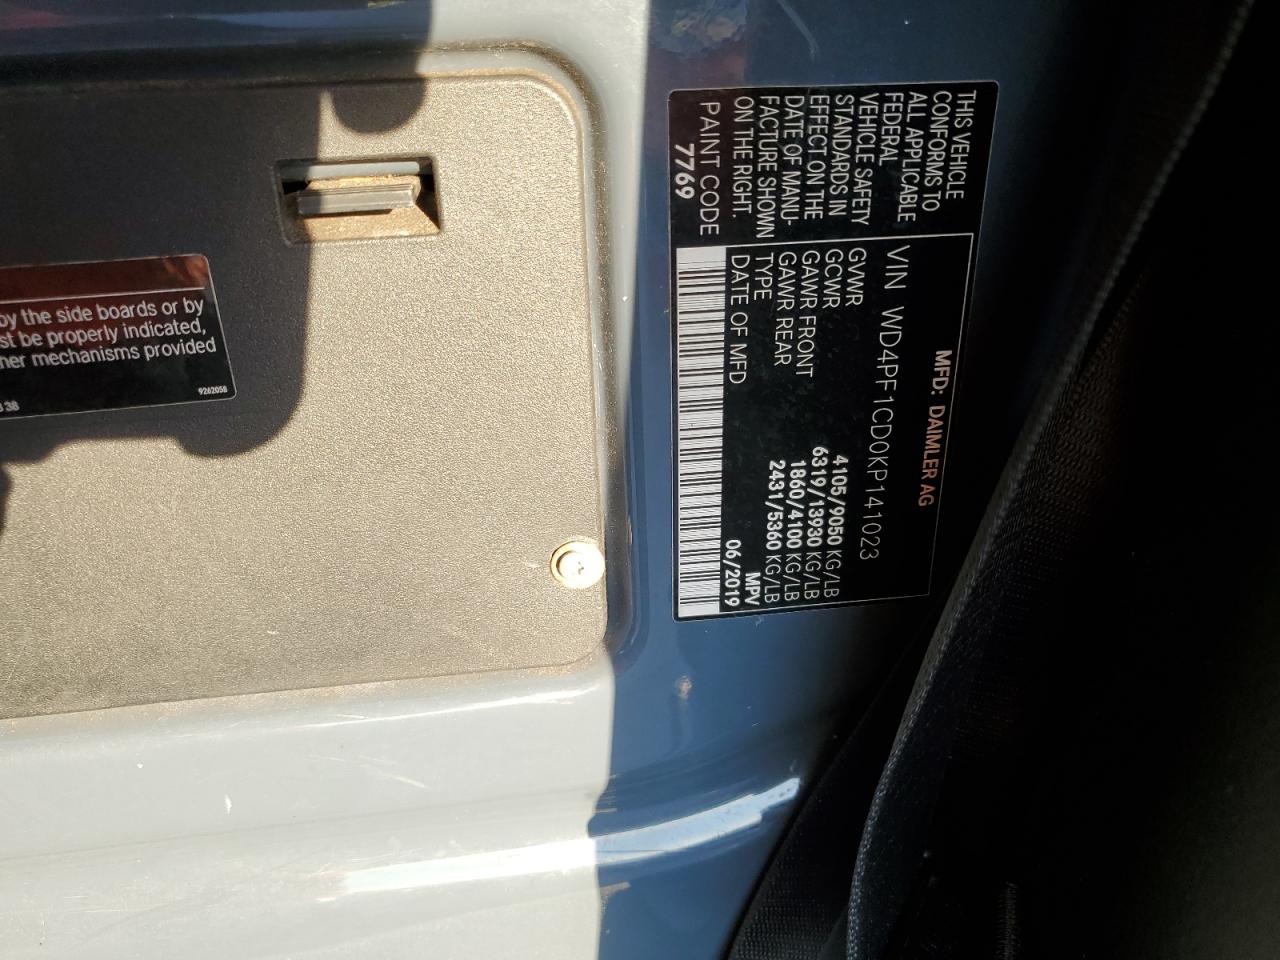 MFD: DAIMLER AG
THIS VEHICLE
CONFORMS TO
ALL APPLICABLE
FEDERAL
VEHICLE SAFETY
STANDARDS IN
EFFECT ON THE
DATE OF MANU-
FACTURE SHOWN
ON THE RIGHT.
PAINT CODE
7769
VIN WD4PF1CD0KP141023
GVWR 4105/9050 KG/LB
GCWR 6319/13930 KG/LB
GAWR FRONT 1860/4100 KG/LB
GAWR REAR 2431/5360 KG/LB
TYPE MPV
DATE OF MFD 06/2019
by the side boards or by
be properly indicated,
mechanisms provided
9262058
38